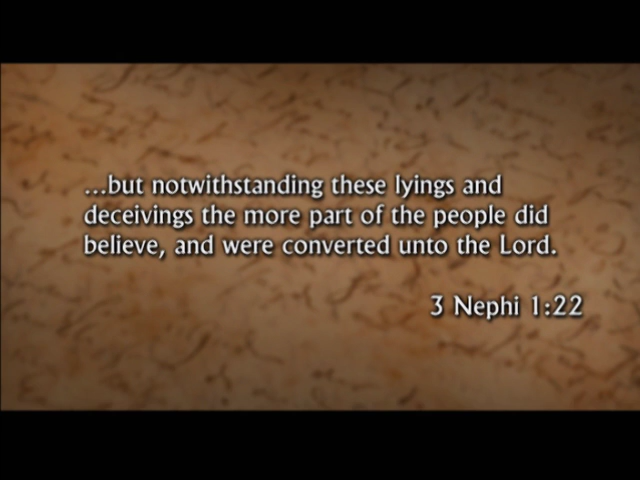 ...but notwithstanding these lyings and
deceivings the more part of the people did
believe, and were converted unto the Lord.
3 Nephi 1:22